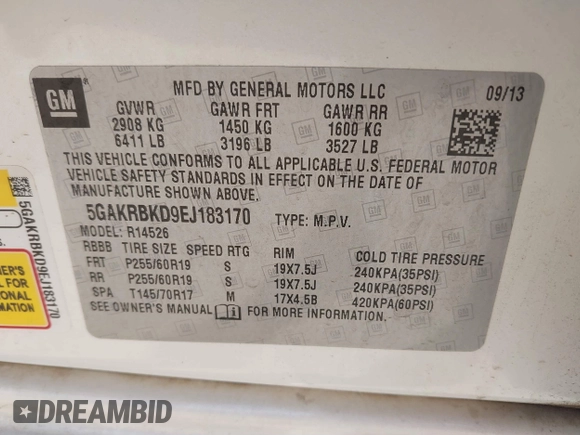 GM
MFD BY GENERAL MOTORS LLC 09/13
GVWR GAWR FRT GAWR RR
2908 KG 1450 KG 1600 KG
6411 LB 3196 LB 3527 LB
THIS VEHICLE CONFORMS TO ALL APPLICABLE U.S. FEDERAL MOTOR
VEHICLE SAFETY STANDARDS IN EFFECT ON THE DATE OF
MANUFACTURE SHOWN ABOVE.
5GAKRBKD9EJ183170 TYPE: M.P.V.
MODEL: R14526
RBBB TIRE SIZE SPEED RTG RIM COLD TIRE PRESSURE
FRT P255/60R19 S 19X7.5J 240KPA(35PSI)
RR P255/60R19 S 19X7.5J 240KPA(35PSI)
SPA T145/70R17 M 17X4.5B 420KPA(60PSI)
SEE OWNER'S MANUAL FOR MORE INFORMATION
5GAKRBKD9EJ183170
DREAMBID